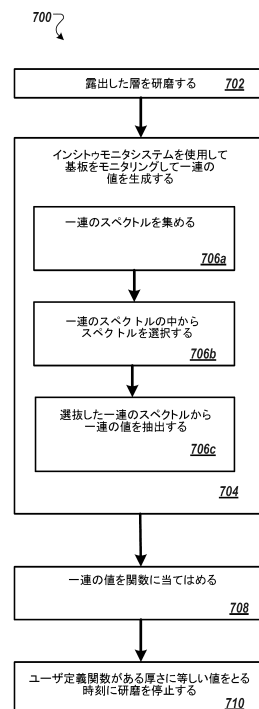 700
露出した層を研磨する 702
インシトゥモニタシステムを使用して
基板をモニタリングして一連の
値を生成する
一連のスペクトルを集める
706a
一連のスペクトルの中から
スペクトルを選択する
706b
選抜した一連のスペクトルから
一連の値を抽出する
706c
704
一連の値を関数に当てはめる
708
ユーザ定義関数がある厚さに等しい値をとる
時刻に研磨を停止する
710